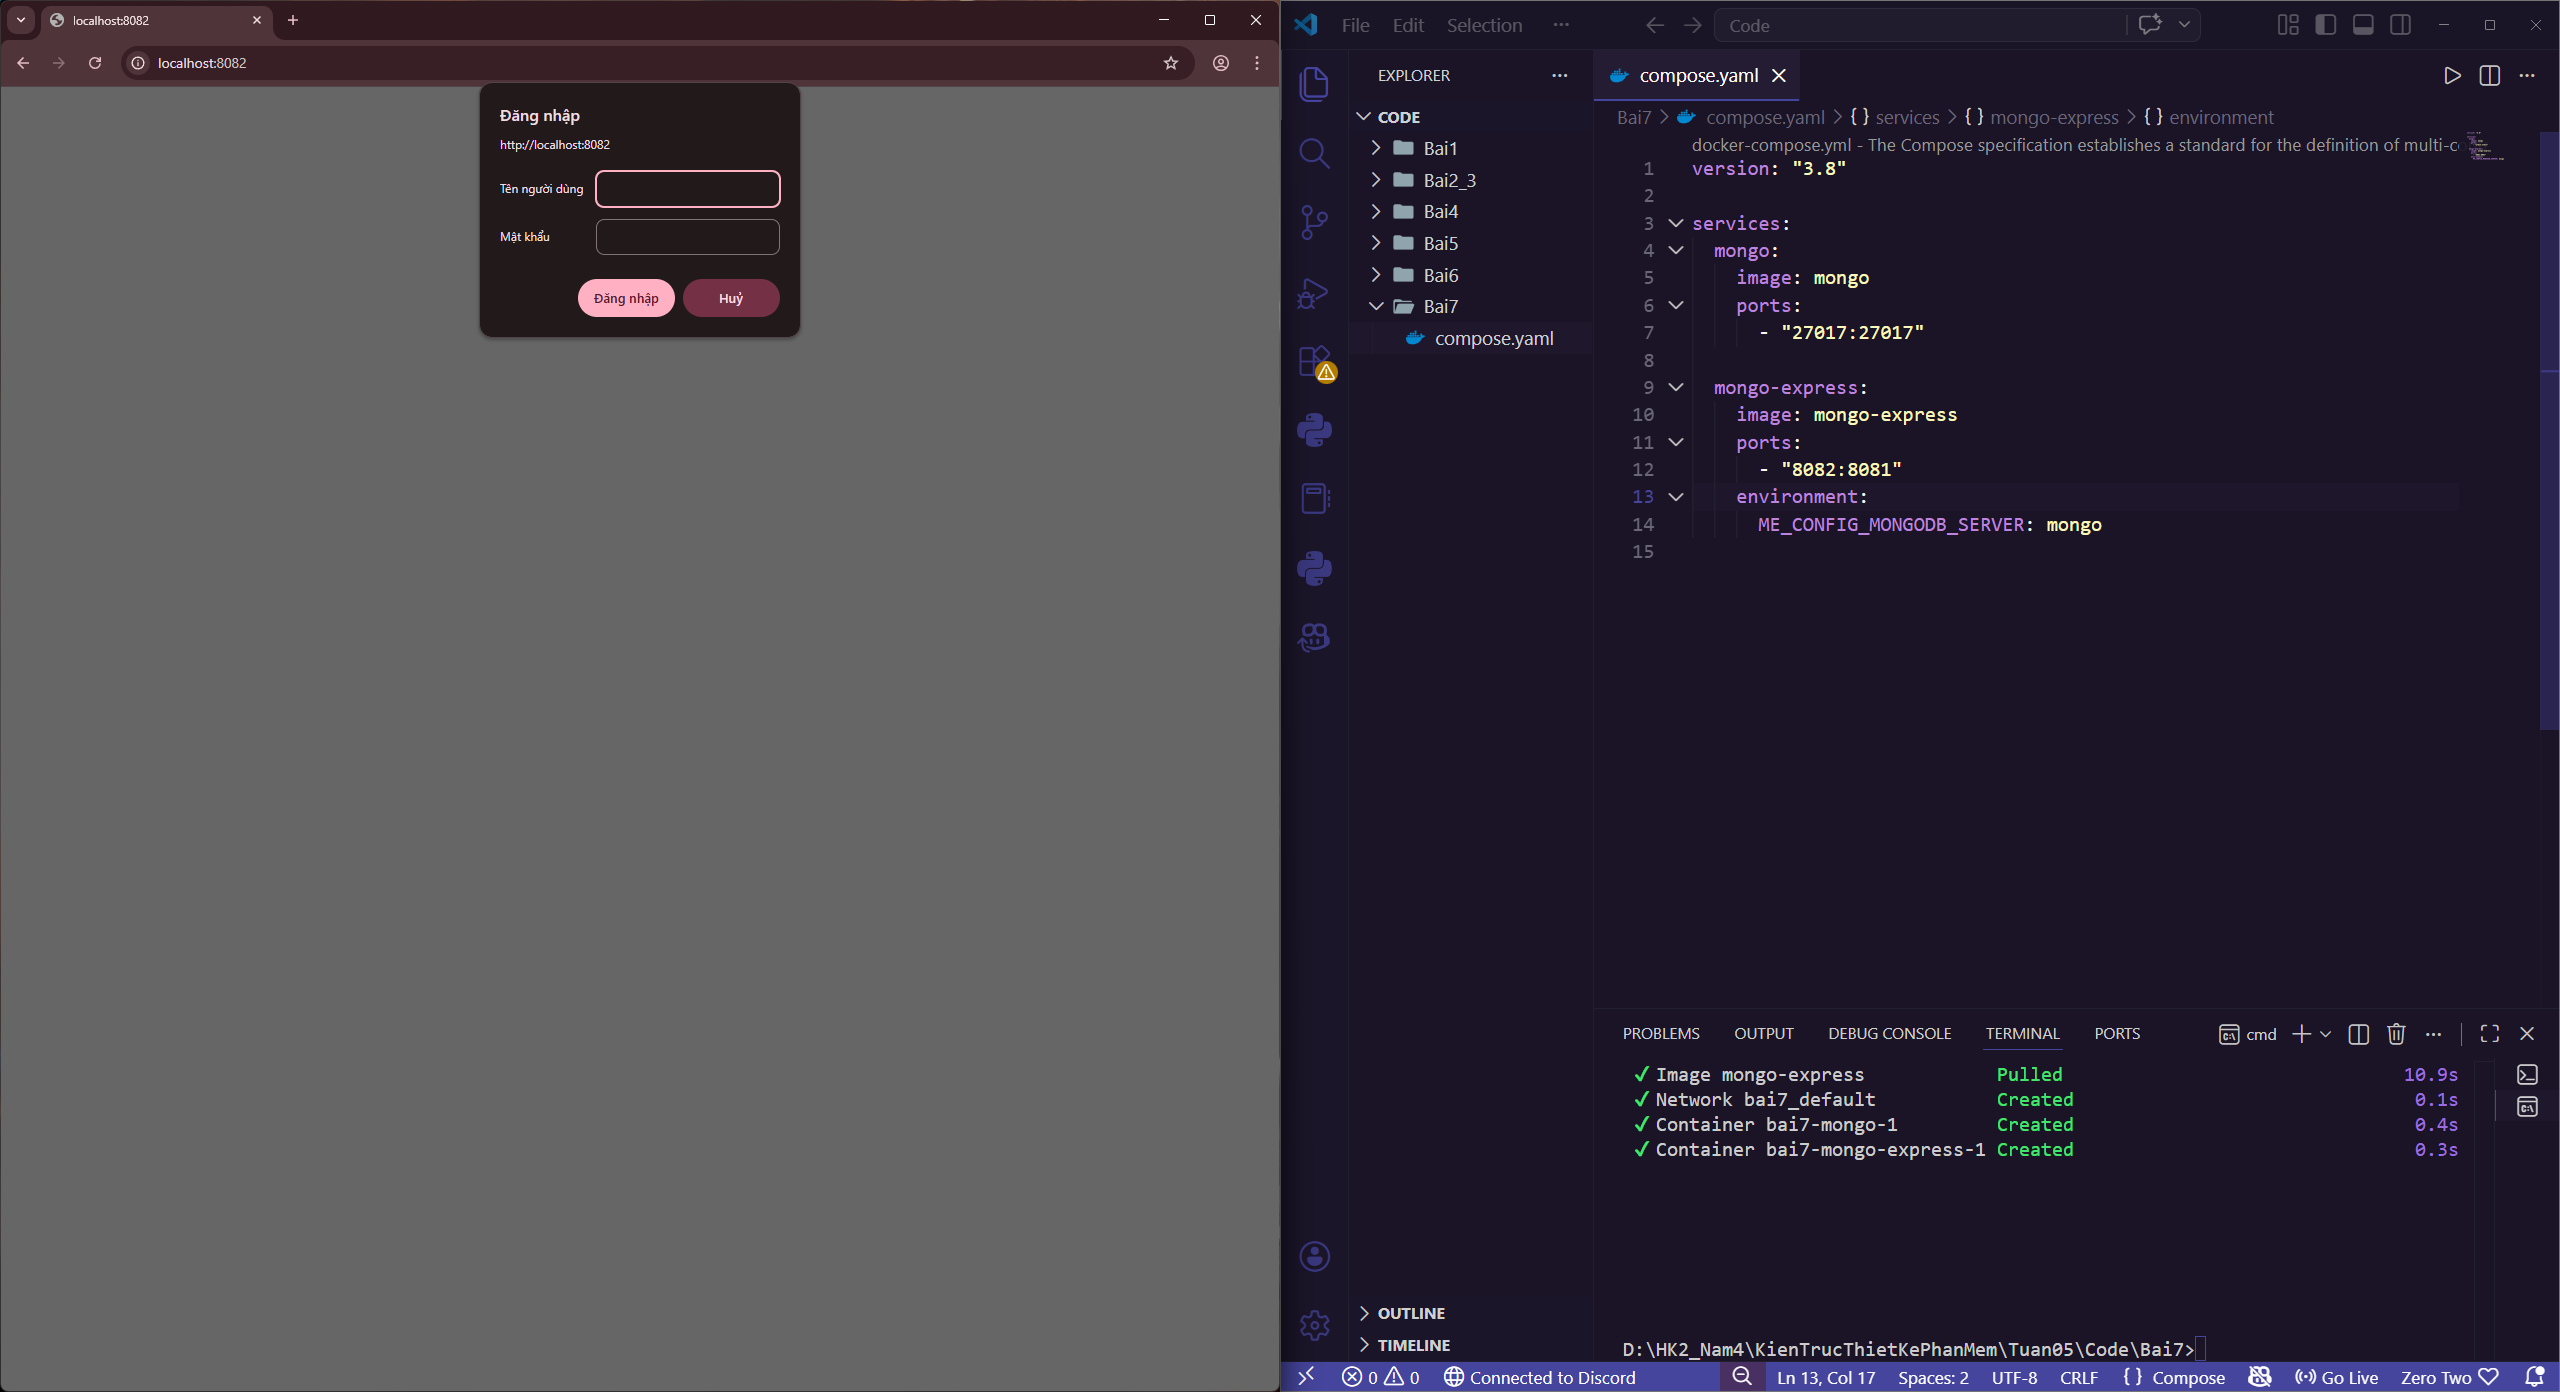 localhost:8082
localhost:8082
Đăng nhập
http://localhost:8082
Tên người dùng
Mật khẩu
Đăng nhập
Huỷ
File Edit Selection
Code
EXPLORER
CODE
Bai1
Bai2_3
Bai4
Bai5
Bai6
Bai7
compose.yaml
OUTLINE
TIMELINE
compose.yaml
Bai7 > compose.yaml > {} services > {} mongo-express > {} environment
docker-compose.yml - The Compose specification establishes a standard for the definition of multi-c
1 version: "3.8"
2
3 services:
4 mongo:
5 image: mongo
6 ports:
7 - "27017:27017"
8
9 mongo-express:
10 image: mongo-express
11 ports:
12 - "8082:8081"
13 environment:
14 ME_CONFIG_MONGODB_SERVER: mongo
15
PROBLEMS OUTPUT DEBUG CONSOLE TERMINAL PORTS
cmd
✓ Image mongo-express Pulled 10.9s
✓ Network bai7_default Created 0.1s
✓ Container bai7-mongo-1 Created 0.4s
✓ Container bai7-mongo-express-1 Created 0.3s
D:\HK2_Nam4\KienTrucThietKePhanMem\Tuan05\Code\Bai7>
0 0 Connected to Discord Ln 13, Col 17 Spaces: 2 UTF-8 CRLF {} Compose Go Live Zero Two